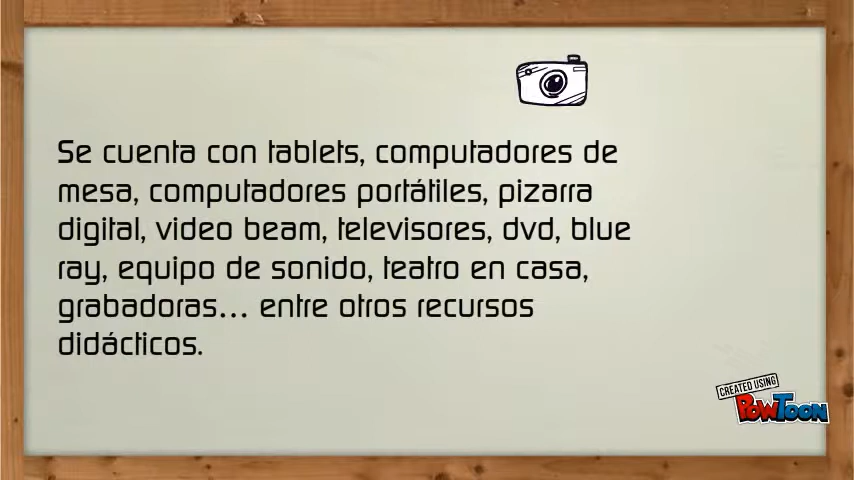 Se cuenta con tablets, computadores de
mesa, computadores portátiles, pizarra
digital, video beam, televisores, dvd, blue
ray, equipo de sonido, teatro en casa,
grabadoras... entre otros recursos
didácticos.
CREATED USING
POWTOON